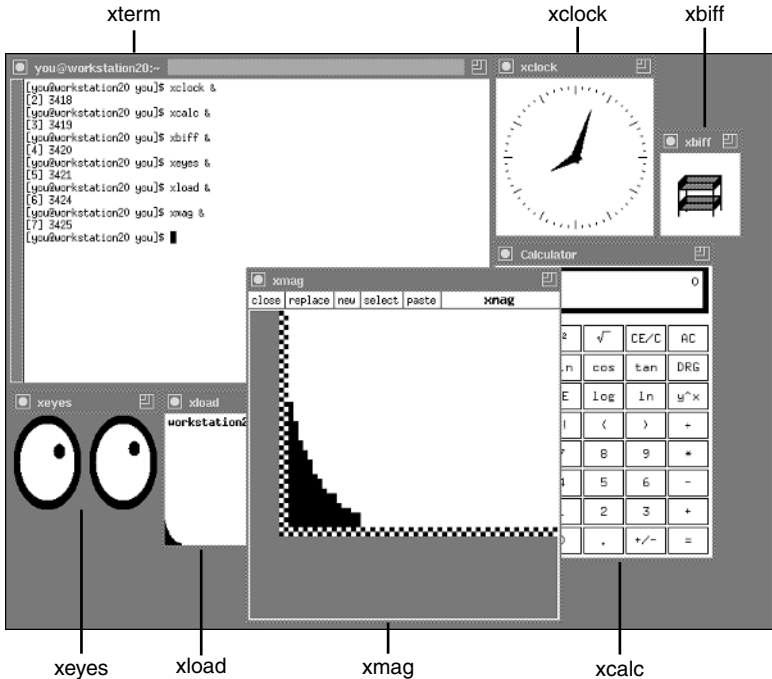 xterm
xclock
xbiff
you@workstation20:~
[you@workstation20 you]$ xclock &
[2] 3418
[you@workstation20 you]$ xcalc &
[3] 3419
[you@workstation20 you]$ xbiff &
[4] 3420
[you@workstation20 you]$ xeyes &
[5] 3421
[you@workstation20 you]$ xload &
[6] 3424
[you@workstation20 you]$ xmag &
[7] 3425
[you@workstation20 you]$
xclock
xbiff
Calculator
0
√ CE/C AC
cos tan DRG
log ln y^x
( ) ÷
8 9 *
5 6 -
2 3 +
. +/- =
xmag
close replace new select paste xmag
xeyes
xload
workstation2
xeyes
xload
xmag
xcalc